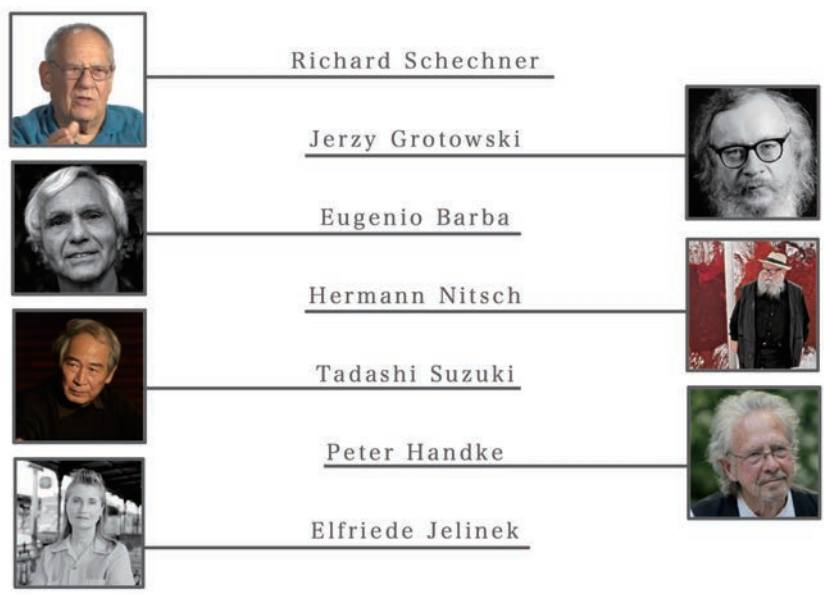 Richard Schechner
Jerzy Grotowski
Eugenio Barba
Hermann Nitsch
Tadashi Suzuki
Peter Handke
Elfriede Jelinek